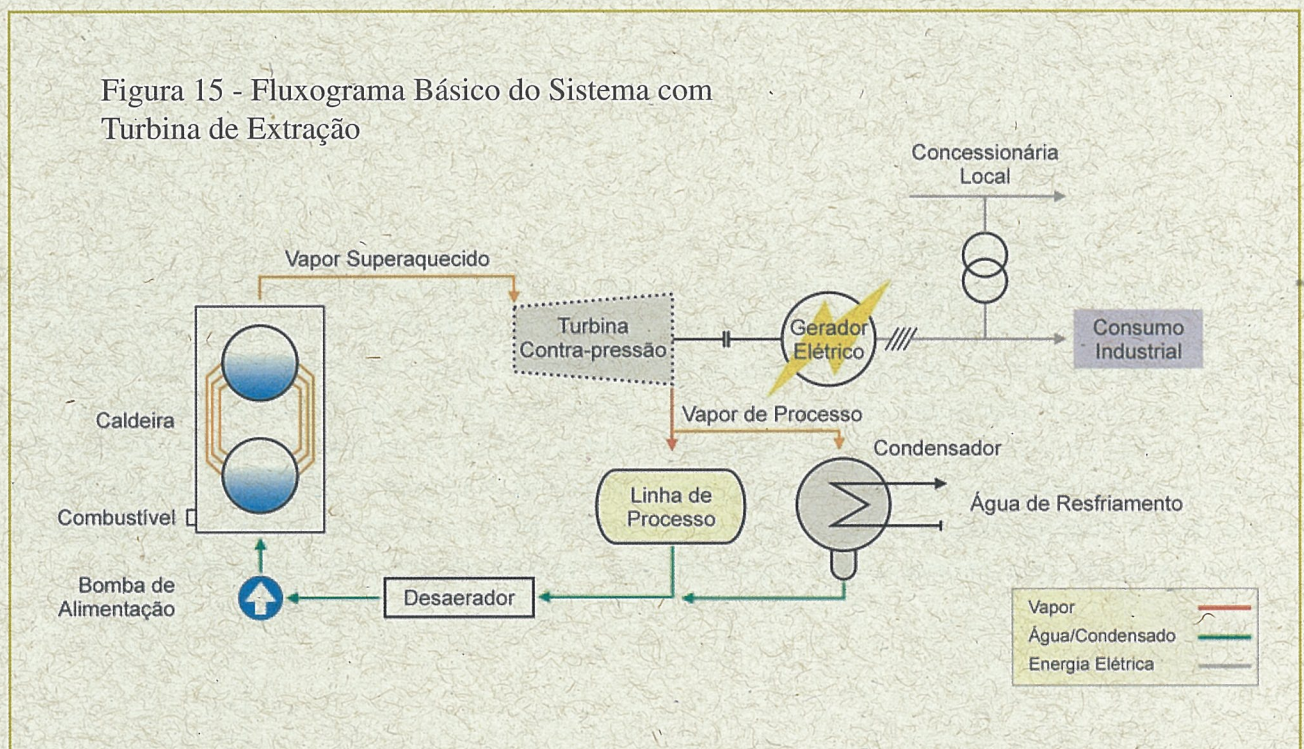 Figura 15 - Fluxograma Básico do Sistema com
Turbina de Extração
Concessionária
Local
Vapor Superaquecido
Turbina
Contra-pressão
Gerador
Elétrico
Consumo
Industrial
Caldeira
Vapor de Processo
Condensador
Linha de
Processo
Água de Resfriamento
Combustível
Bomba de
Alimentação
Desaerador
Vapor
Água/Condensado
Energia Elétrica